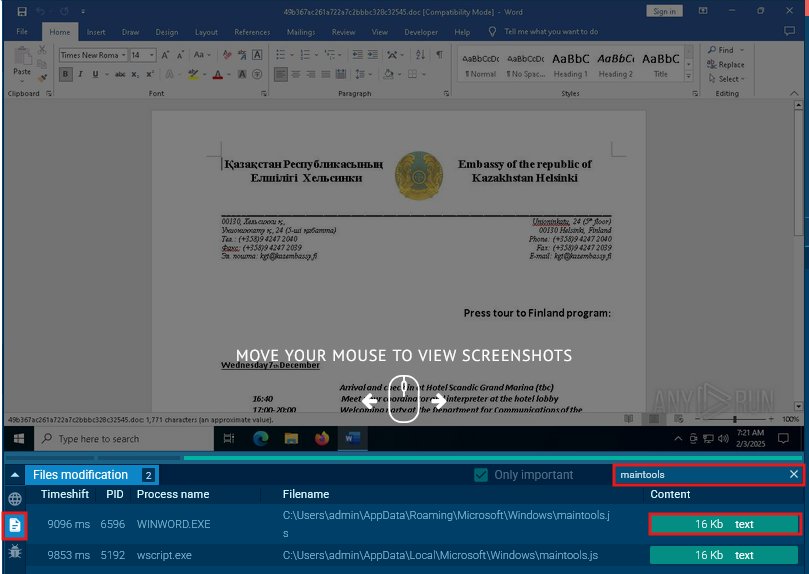 49b367ac261a722a7c2bbbc328c32545.doc [Compatibility Mode] - Word
Sign in
File Home Insert Draw Design Layout References Mailings Review View Developer Help Tell me what you want to do
Paste
Times New Roma 14
Find
Replace
Select
AaBbCcDc AaBbCcDc AaBbC AaBbC AaBbC
¶ Normal ¶ No Spac... Heading 1 Heading 2 Title
Clipboard Font Paragraph Styles Editing
Қазақстан Республикасының
Елшілігі Хельсинки
Embassy of the republic of
Kazakhstan Helsinki
00130, Хельсинки қ.,
Унионинкату к, 24 (5-ші қабатта)
Тел.: (+358)9 4247 2040
Факс: (+358)9 4247 2039
Эл. пошта: kgt@kazembassy.fi
Unioninkatu, 24 (5th floor)
00130 Helsinki, Finland
Phone: (+358)9 4247 2040
Fax: (+358)9 4247 2039
E-mail: kgt@kazembassy.fi
Press tour to Finland program:
MOVE YOUR MOUSE TO VIEW SCREENSHOTS
Wednesday 7th December
Arrival and check in at Hotel Scandic Grand Marina (tbc)
16:40 Meet your coordinator and interpreter at the hotel lobby
17:00-20:00 Welcoming party at the Department for Communications of the
ANY RUN
49b367ac261a722a7c2bbbc328c32545.doc: 1,771 characters (an approximate value).
100%
Type here to search
7:21 AM
2/3/2025
Files modification 2
Only important
maintools
Timeshift PID Process name Filename Content
9096 ms 6596 WINWORD.EXE C:\Users\admin\AppData\Roaming\Microsoft\Windows\maintools.j
s
16 Kb text
9853 ms 5192 wscript.exe C:\Users\admin\AppData\Local\Microsoft\Windows\maintools.js 16 Kb text